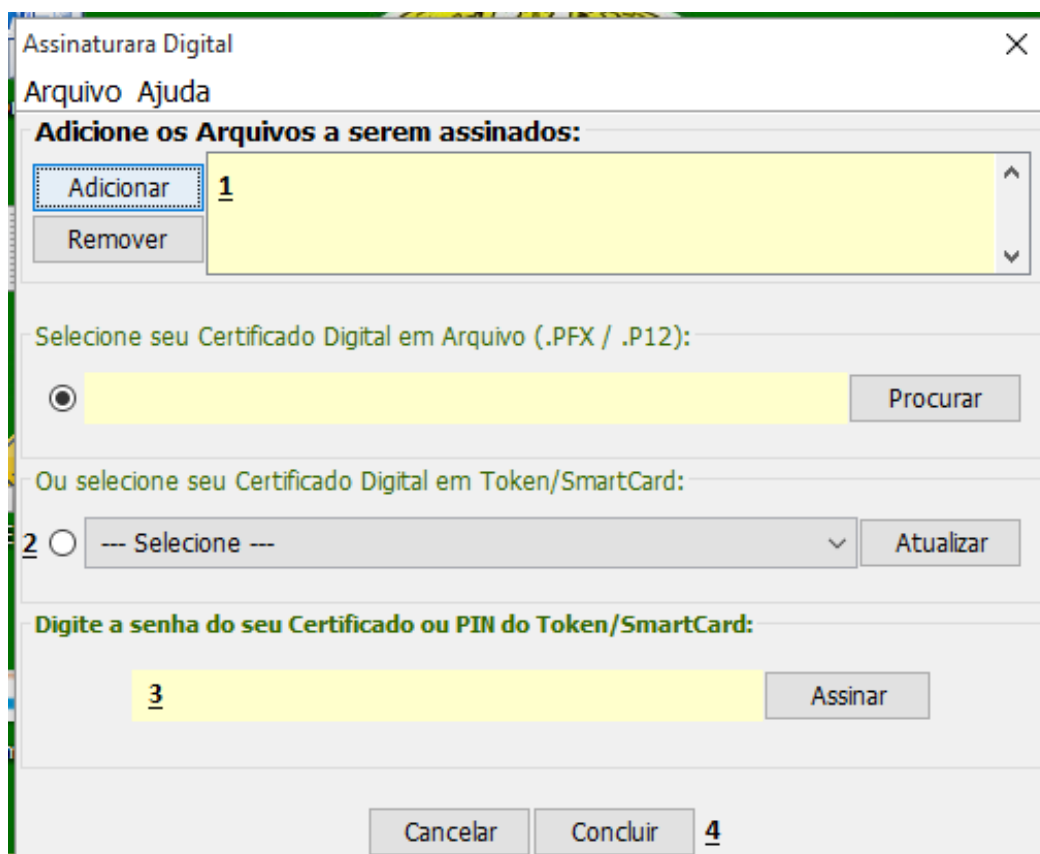 Assinaturara Digital
Arquivo Ajuda
Adicione os Arquivos a serem assinados:
Adicionar 1
Remover
Selecione seu Certificado Digital em Arquivo (.PFX / .P12):
Procurar
Ou selecione seu Certificado Digital em Token/SmartCard:
2 --- Selecione --- Atualizar
Digite a senha do seu Certificado ou PIN do Token/SmartCard:
3 Assinar
Cancelar Concluir 4